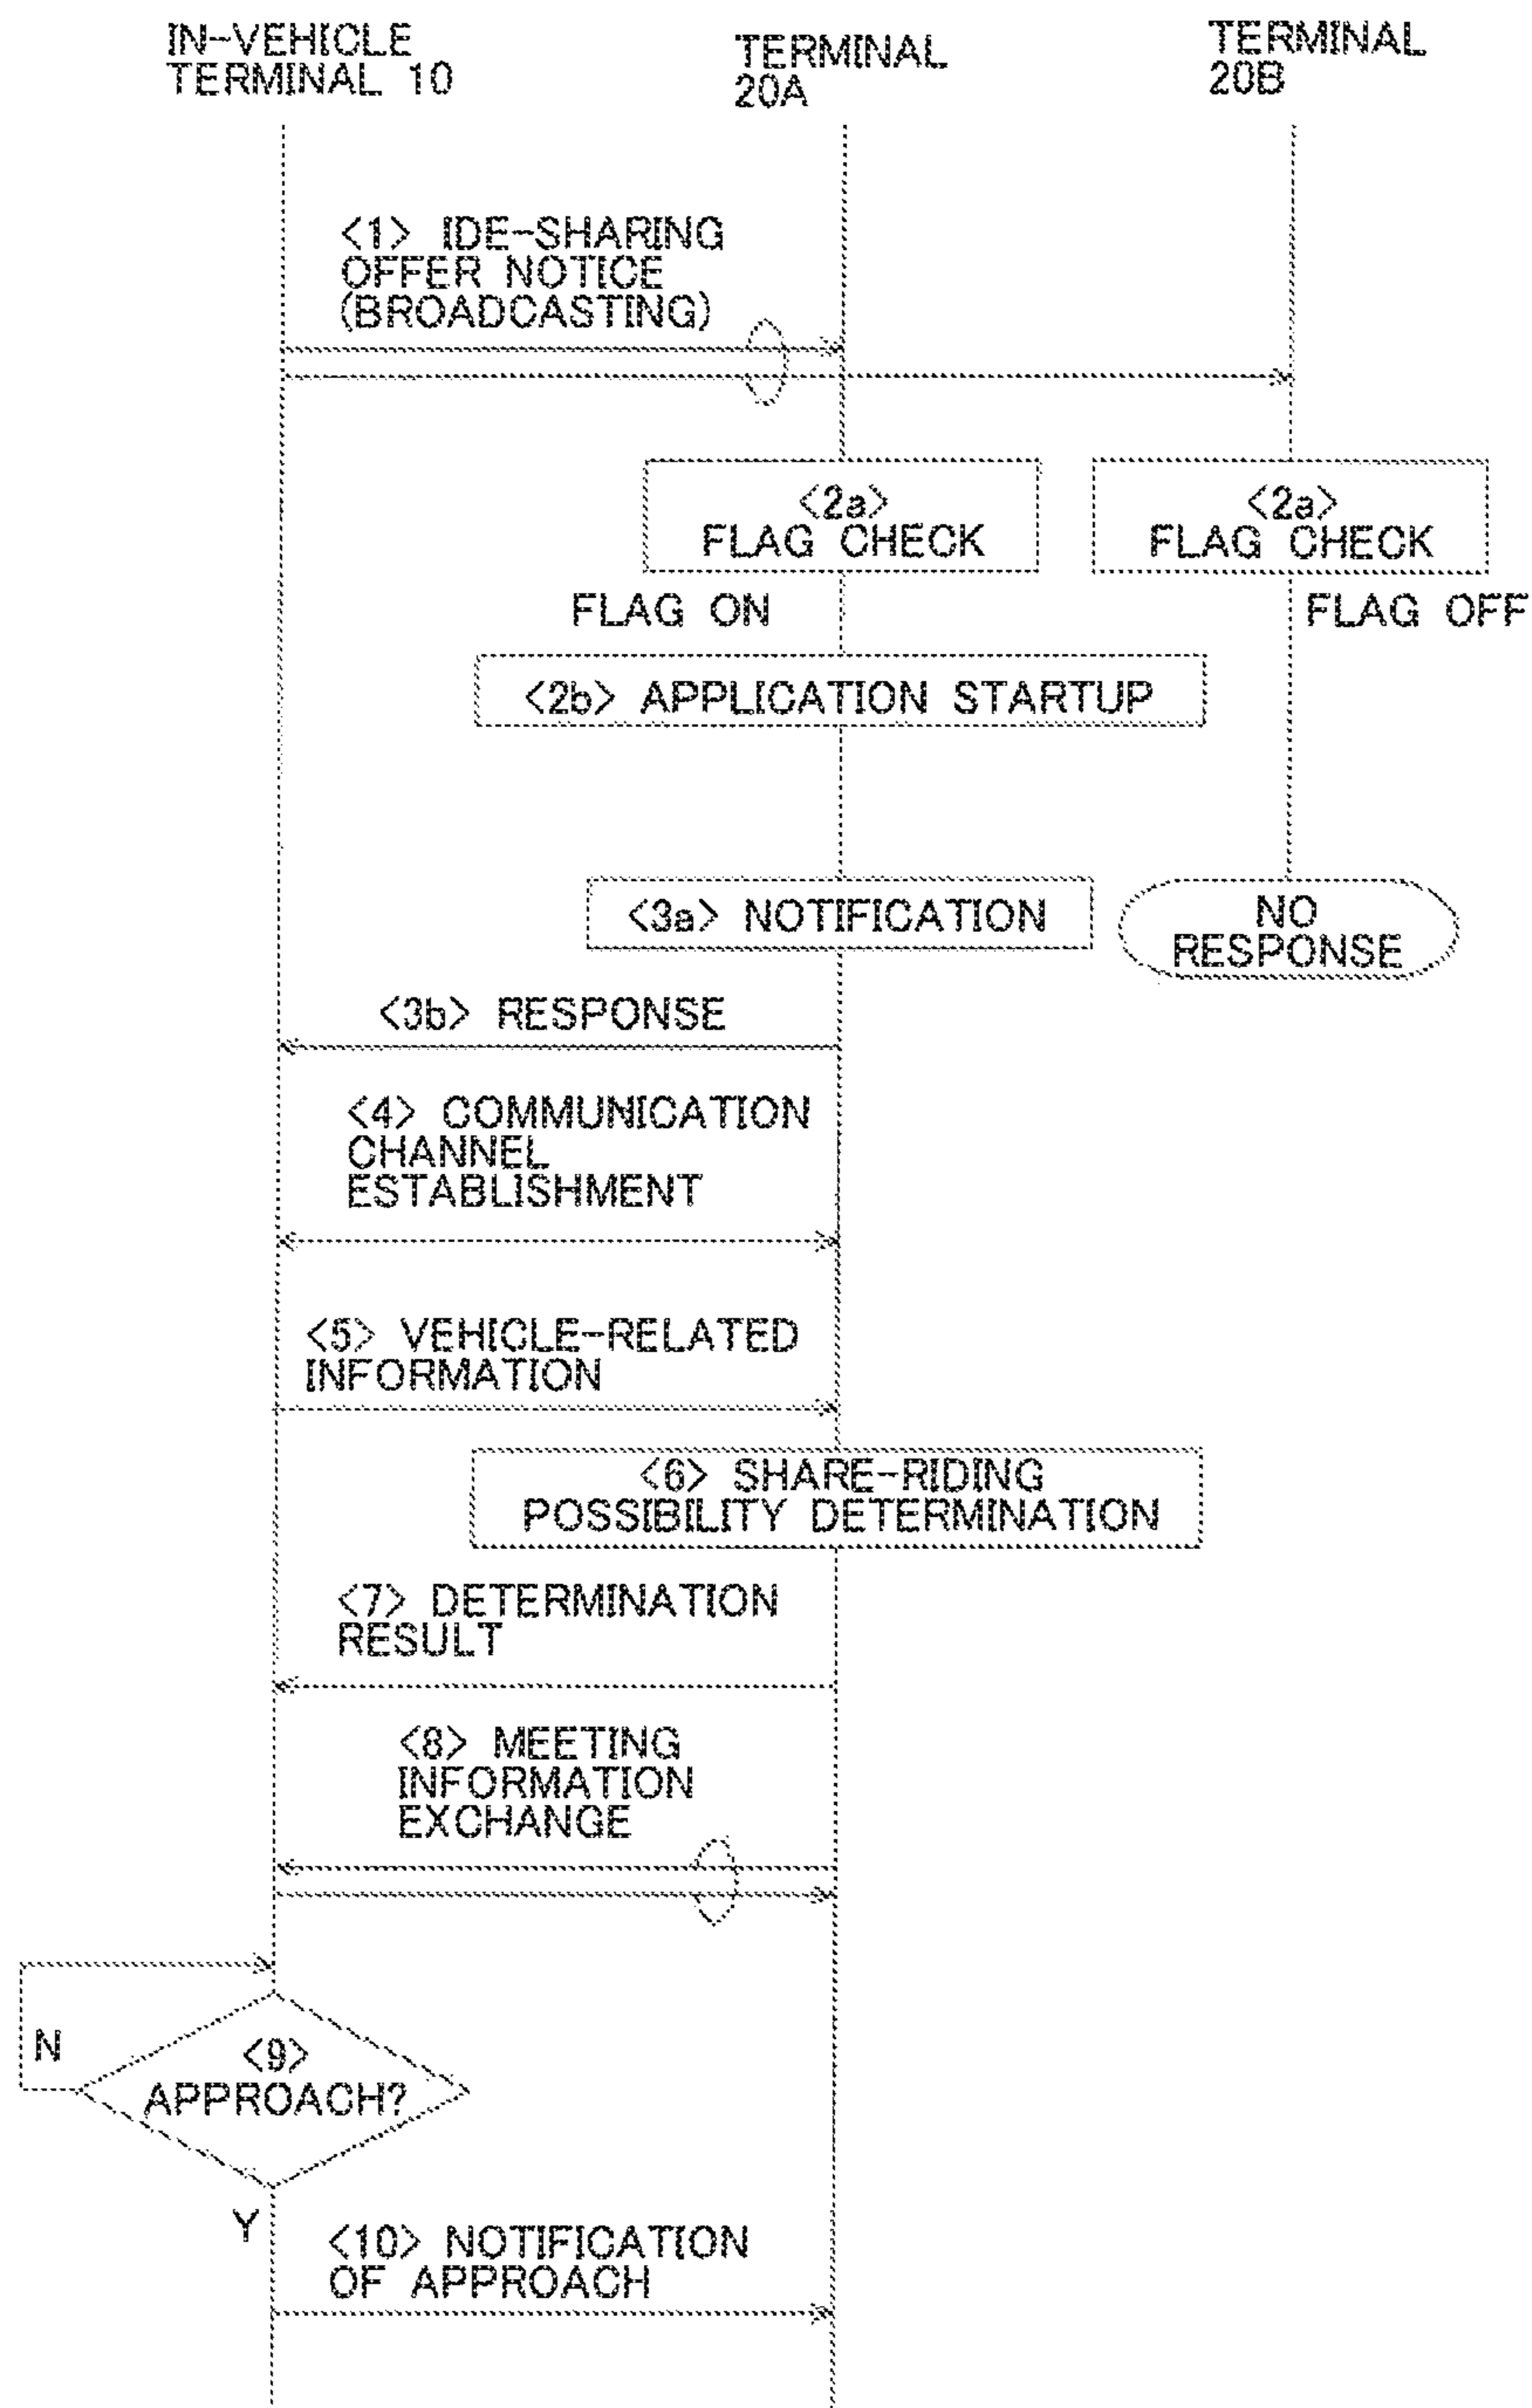 IN-VEHICLE
TERMINAL 10
TERMINAL
20A
TERMINAL
20B
<1> IDE-SHARING
OFFER NOTICE
(BROADCASTING)
<2a>
FLAG CHECK
<2a>
FLAG CHECK
FLAG ON
FLAG OFF
<2b> APPLICATION STARTUP
<3a> NOTIFICATION
NO
RESPONSE
<3b> RESPONSE
<4> COMMUNICATION
CHANNEL
ESTABLISHMENT
<5> VEHICLE-RELATED
INFORMATION
<6> SHARE-RIDING
POSSIBILITY DETERMINATION
<7> DETERMINATION
RESULT
<8> MEETING
INFORMATION
EXCHANGE
N
<9>
APPROACH?
Y
<10> NOTIFICATION
OF APPROACH